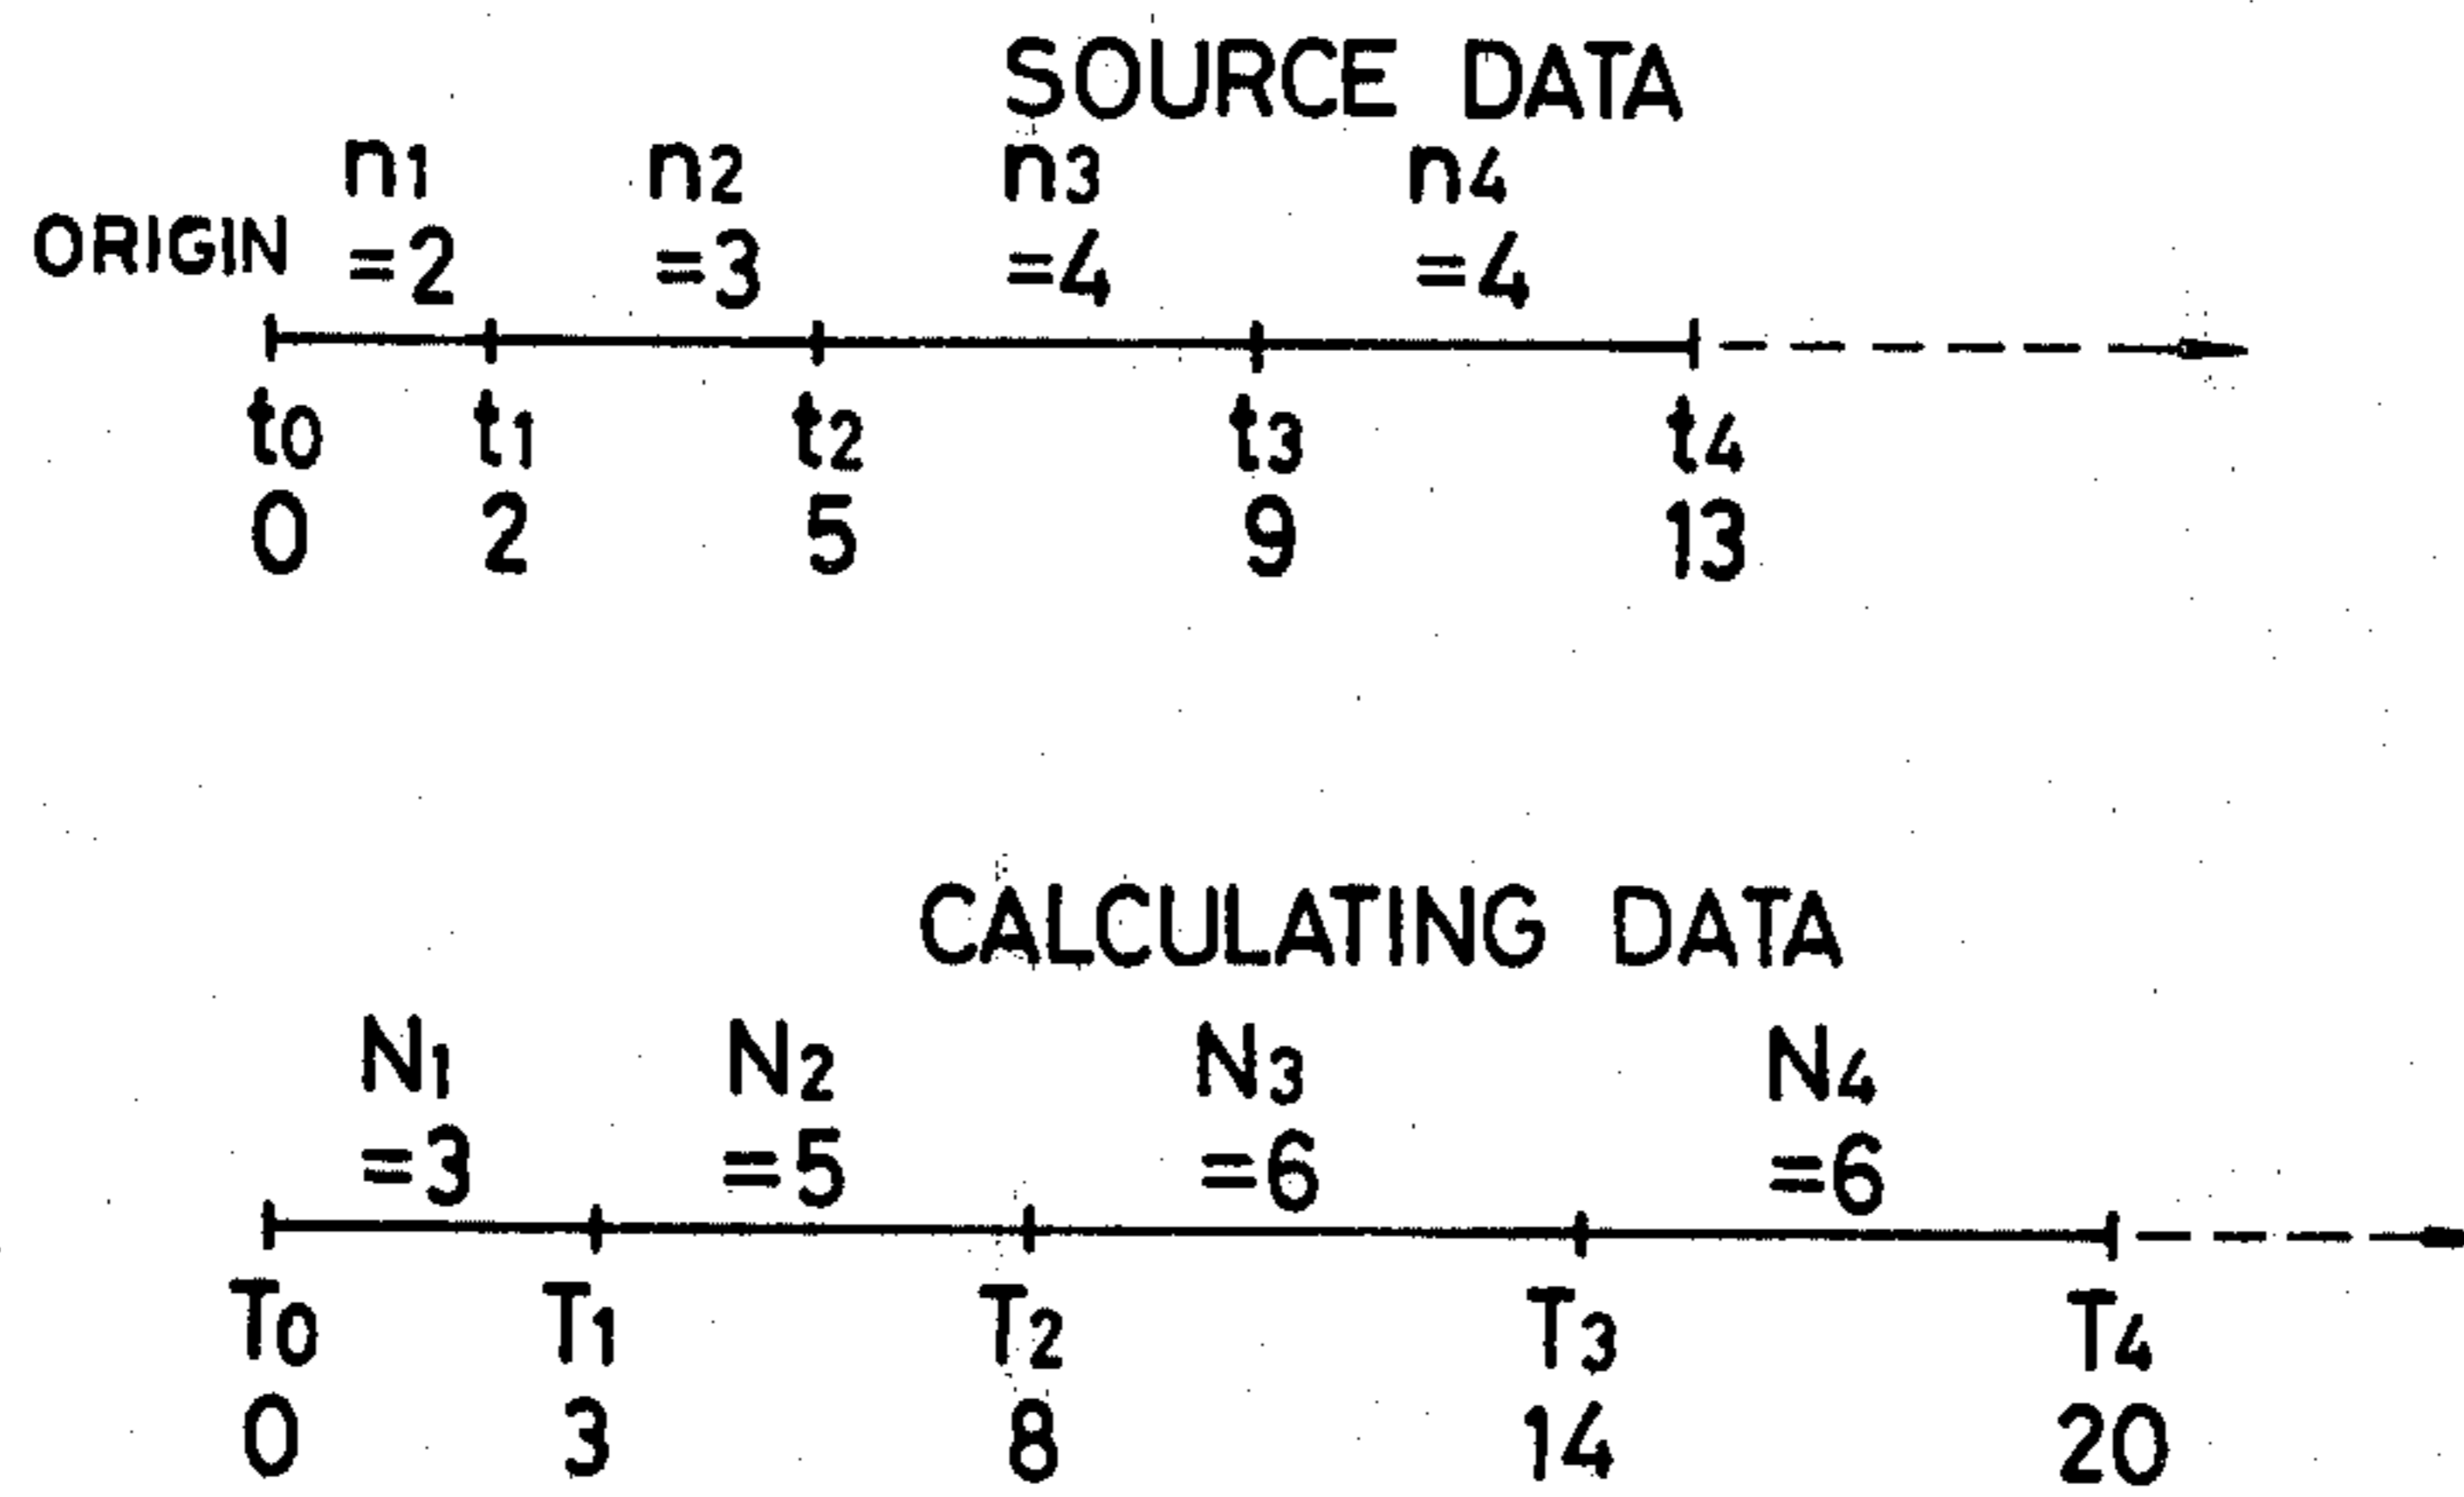 SOURCE DATA
n1 n2 n3 n4
ORIGIN =2 =3 =4 =4
t0 t1 t2 t3 t4
0 2 5 9 13
CALCULATING DATA
N1 N2 N3 N4
=3 =5 =6 =6
T0 T1 T2 T3 T4
0 3 8 14 20